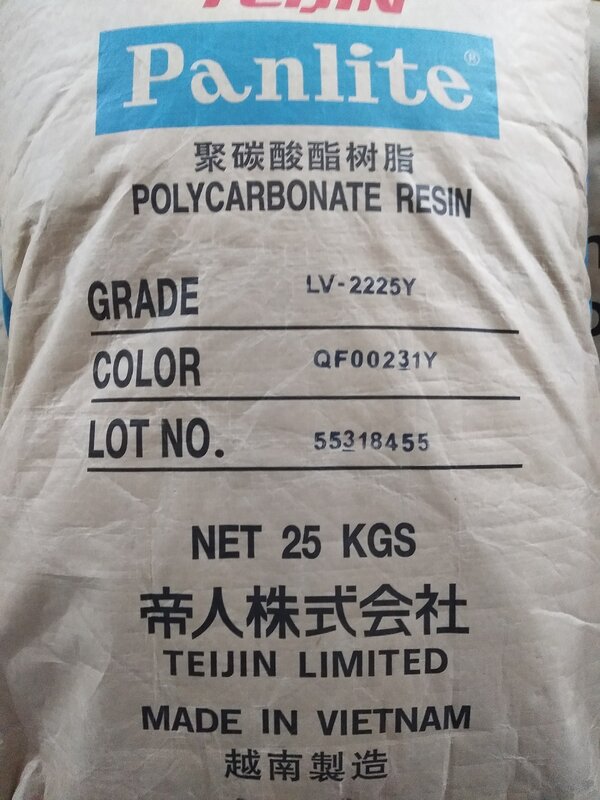 TEIJIN
Panlite®
聚碳酸酯树脂
POLYCARBONATE RESIN
GRADE LV-2225Y
COLOR QF00231Y
LOT NO. 55318455
NET 25 KGS
帝人株式会社
TEIJIN LIMITED
MADE IN VIETNAM
越南製造